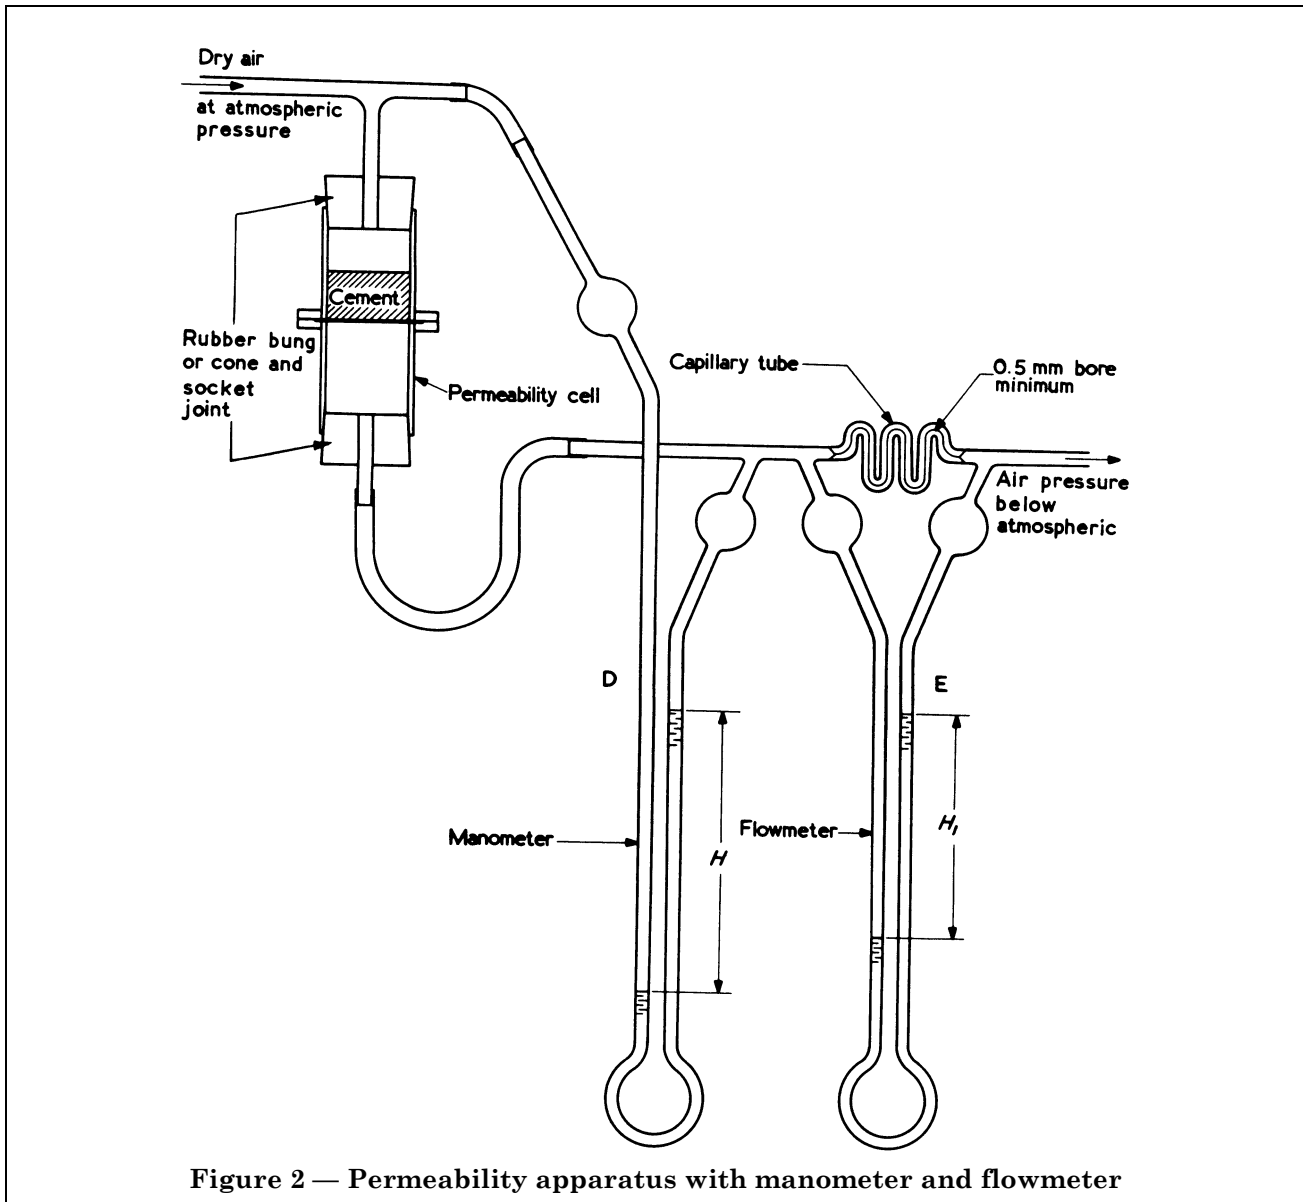 Dry air
at atmospheric
pressure
Cement
Rubber bung
or cone and
socket
joint
Permeability cell
Capillary tube
0.5 mm bore
minimum
Air pressure
below
atmospheric
D
E
Manometer
H
Flowmeter
H₁
Figure 2 — Permeability apparatus with manometer and flowmeter